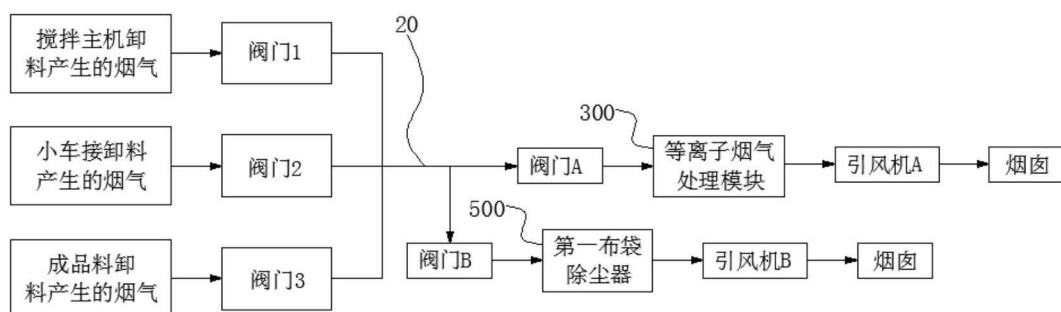 搅拌主机卸
料产生的烟气
阀门1
20
小车接卸料
产生的烟气
阀门2
阀门A
300
等离子烟气
处理模块
引风机A
烟囱
成品料卸
料产生的烟气
阀门3
阀门B
500
第一布袋
除尘器
引风机B
烟囱